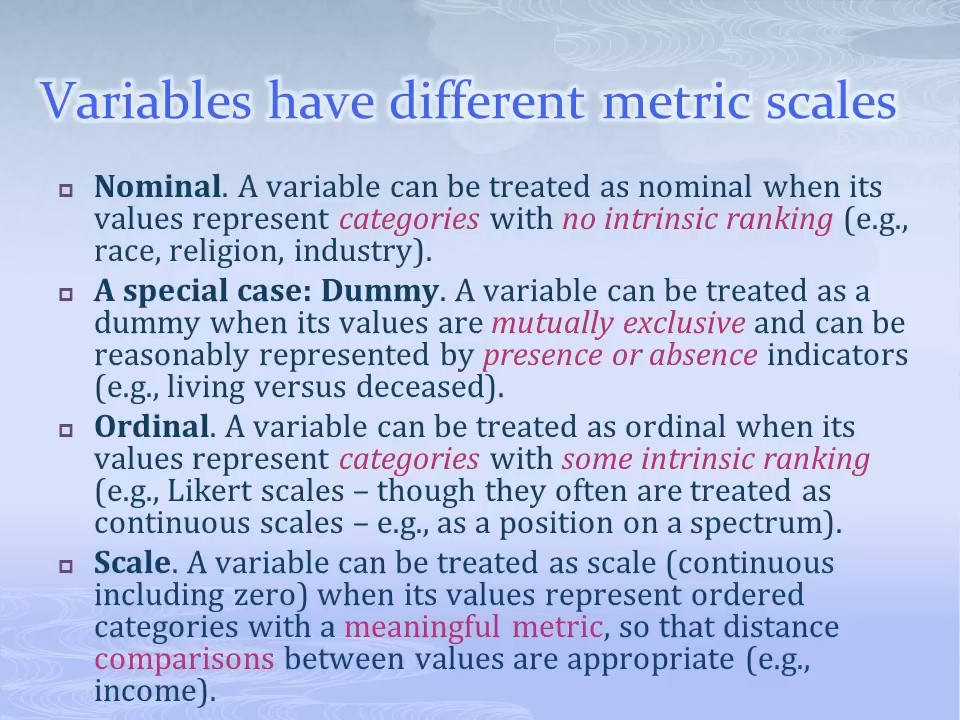 Variables have different metric scales
Nominal. A variable can be treated as nominal when its
values represent categories with no intrinsic ranking (e.g.,
race, religion, industry).
A special case: Dummy. A variable can be treated as a
dummy when its values are mutually exclusive and can be
reasonably represented by presence or absence indicators
(e.g., living versus deceased).
Ordinal. A variable can be treated as ordinal when its
values represent categories with some intrinsic ranking
(e.g., Likert scales – though they often are treated as
continuous scales – e.g., as a position on a spectrum).
Scale. A variable can be treated as scale (continuous
including zero) when its values represent ordered
categories with a meaningful metric, so that distance
comparisons between values are appropriate (e.g.,
income).